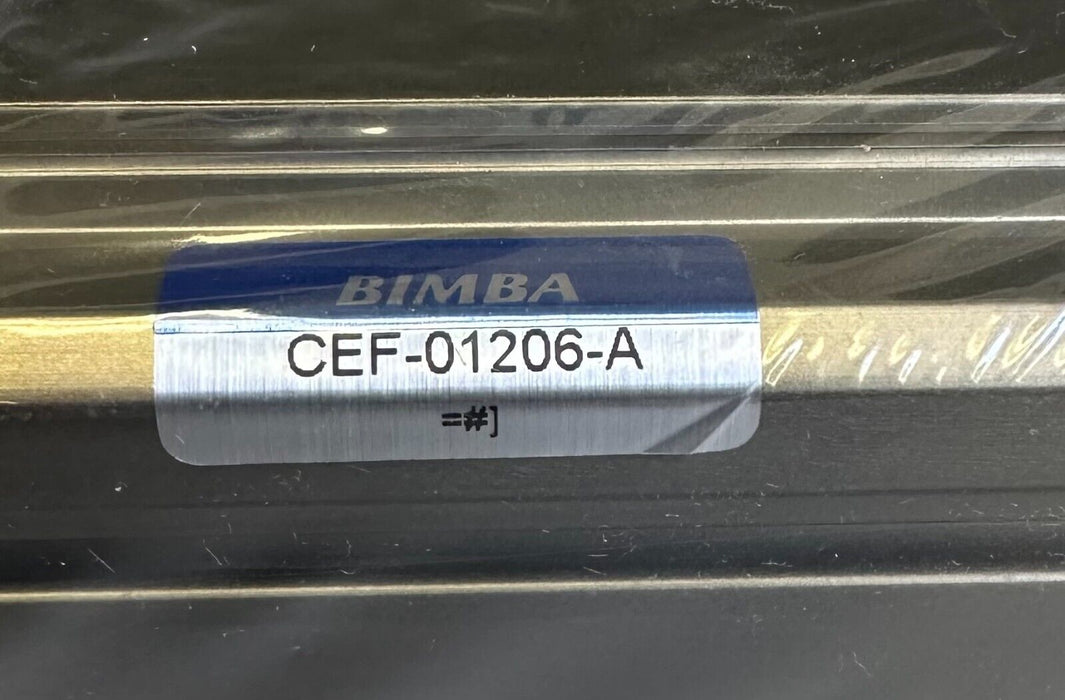 BIMBA
CEF-01206-A
=#]